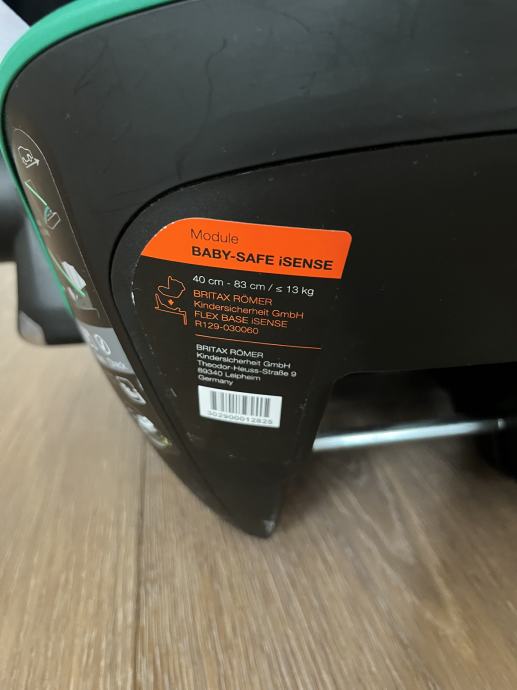 Module
BABY-SAFE iSENSE
40 cm - 83 cm / ≤ 13 kg
BRITAX RÖMER
Kindersicherheit GmbH
FLEX BASE iSENSE
R129-030060
BRITAX RÖMER
Kindersicherheit GmbH
Theodor-Heuss-Straße 9
89340 Leipheim
Germany
302900012825